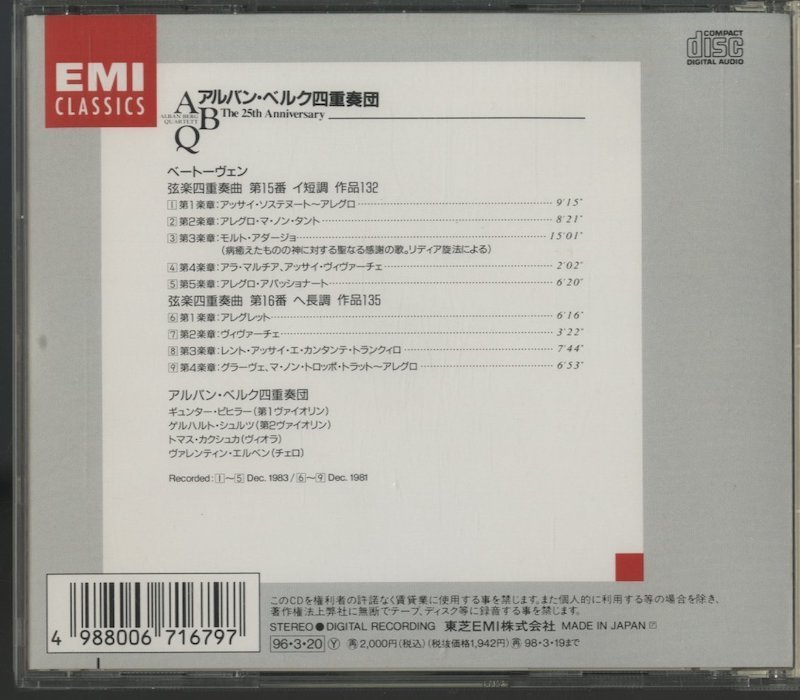 EMI
CLASSICS
COMPACT
disc
DIGITAL AUDIO
アルバン・ベルク四重奏団
A
B
Q
ALBAN BERG
QUARTETT
The 25th Anniversary
ベートーヴェン
弦楽四重奏曲 第15番 イ短調 作品132
1 第1楽章:アッサイ・ソステヌート〜アレグロ 9'15"
2 第2楽章:アレグロ・マ・ノン・タント 8'21"
3 第3楽章:モルト・アダージョ 15'01"
(病癒えたものの神に対する聖なる感謝の歌。リディア旋法による)
4 第4楽章:アラ・マルチア、アッサイ・ヴィヴァーチェ 2'02"
5 第5楽章:アレグロ・アパッショナート 6'20"
弦楽四重奏曲 第16番 ヘ長調 作品135
6 第1楽章:アレグレット 6'16"
7 第2楽章:ヴィヴァーチェ 3'22"
8 第3楽章:レント・アッサイ・エ・カンタンテ・トランクィロ 7'44"
9 第4楽章:グラーヴェ、マ・ノン・トロッポ・トラット〜アレグロ 6'53"
アルバン・ベルク四重奏団
ギュンター・ピヒラー(第1ヴァイオリン)
ゲルハルト・シュルツ(第2ヴァイオリン)
トマス・カクシュカ(ヴィオラ)
ヴァレンティン・エルベン(チェロ)
Recorded:1〜5 Dec. 1983/6〜9 Dec. 1981
このCDを権利者の許諾なく賃貸業に使用する事を禁じます。また個人的に利用する等の場合を除き、
著作権法上弊社に無断でテープ、ディスク等に録音する事を禁じます。
STEREO●DIGITAL RECORDING 東芝EMI株式会社 MADE IN JAPAN
96・3・20 Ⓨ 再2,000円(税込)(税抜価格1,942円) 再98・3・19まで
4 988006 716797